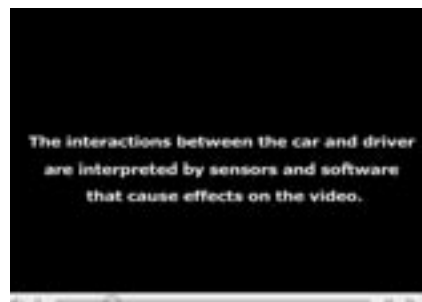 The interactions between the car and driver
are interpreted by sensors and software
that cause effects on the video.